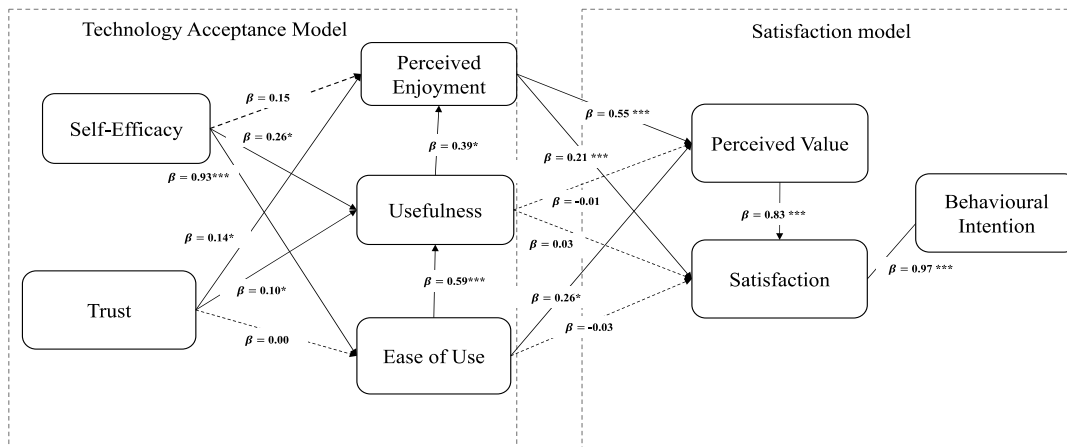 Technology Acceptance Model
Satisfaction model
Perceived
Enjoyment
β = 0.15
Self-Efficacy
β = 0.26*
β = 0.93***
β = 0.39*
β = 0.55 ***
β = 0.21 ***
Perceived Value
Usefulness
β = -0.01
β = 0.03
β = 0.83 ***
Behavioural
Intention
β = 0.14*
β = 0.10*
β = 0.59***
Satisfaction
β = 0.97 ***
Trust
β = 0.00
β = 0.26*
β = -0.03
Ease of Use